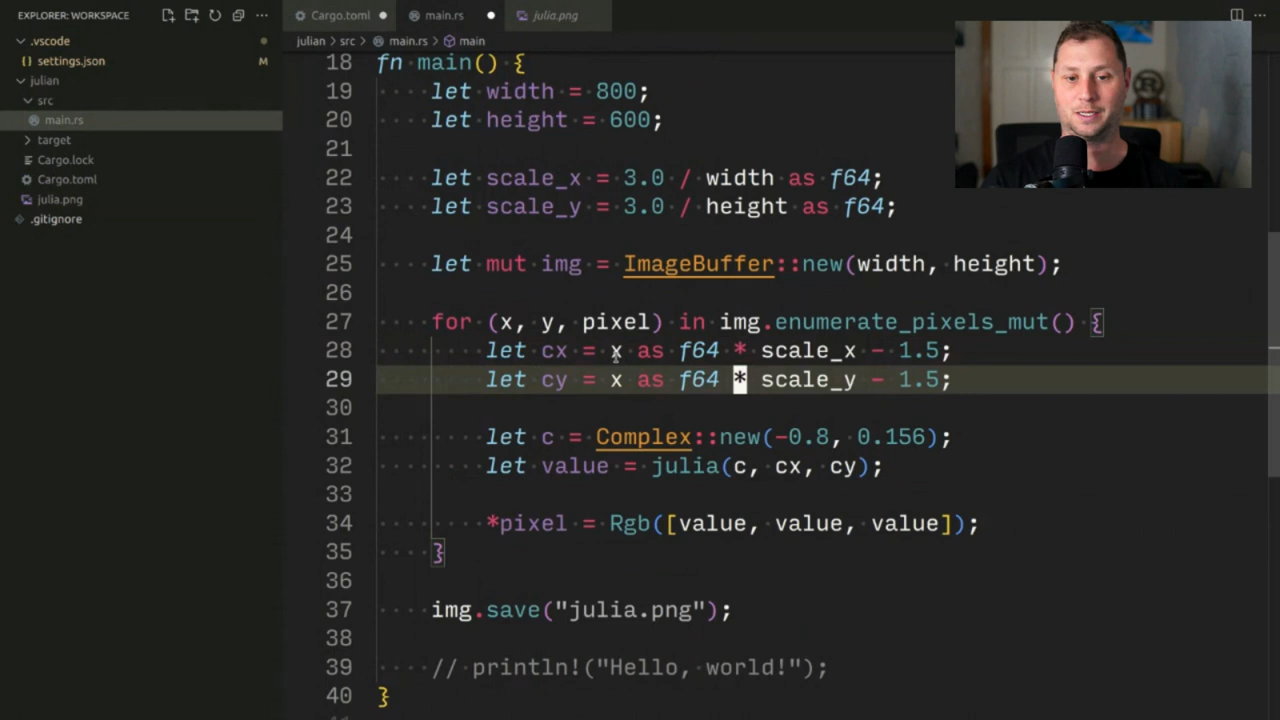 EXPLORER: WORKSPACE
.vscode
{} settings.json M
julian
src
main.rs
target
Cargo.lock
Cargo.toml
julia.png
.gitignore
Cargo.toml
main.rs
julia.png
julian > src > main.rs > main
18 fn main() {
19 let width = 800;
20 let height = 600;
21
22 let scale_x = 3.0 / width as f64;
23 let scale_y = 3.0 / height as f64;
24
25 let mut img = ImageBuffer::new(width, height);
26
27 for (x, y, pixel) in img.enumerate_pixels_mut() {
28 let cx = x as f64 * scale_x - 1.5;
29 let cy = x as f64 * scale_y - 1.5;
30
31 let c = Complex::new(-0.8, 0.156);
32 let value = julia(c, cx, cy);
33
34 *pixel = Rgb([value, value, value]);
35 }
36
37 img.save("julia.png");
38
39 // println!("Hello, world!");
40 }